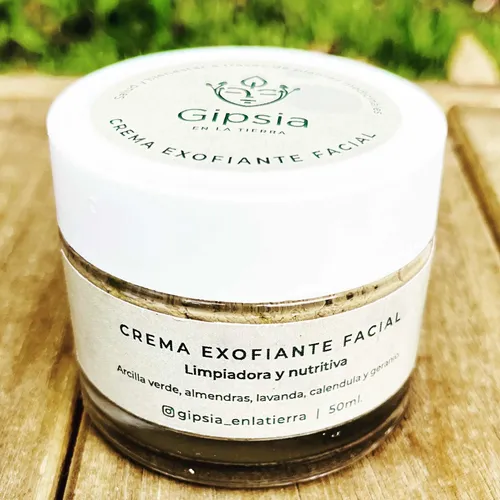 Gipsia
EN LA TIERRA
CREMA EXOFIANTE FACIAL
CREMA EXOFIANTE FACIAL
Limpiadora y nutritiva
Arcilla verde, almendras, lavanda, calendula y geranio
gipsia_enlatierra | 50ml.